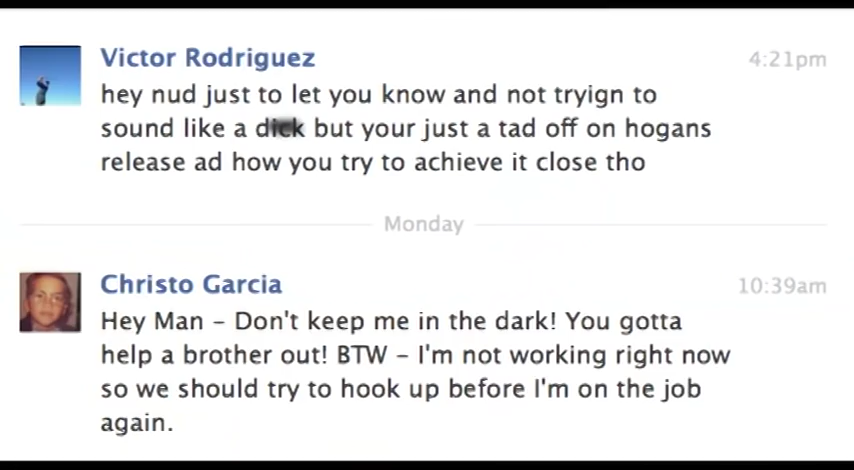 Victor Rodriguez 4:21pm
hey nud just to let you know and not tryign to
sound like a dick but your just a tad off on hogans
release ad how you try to achieve it close tho
Monday
Christo Garcia 10:39am
Hey Man – Don't keep me in the dark! You gotta
help a brother out! BTW – I'm not working right now
so we should try to hook up before I'm on the job
again.